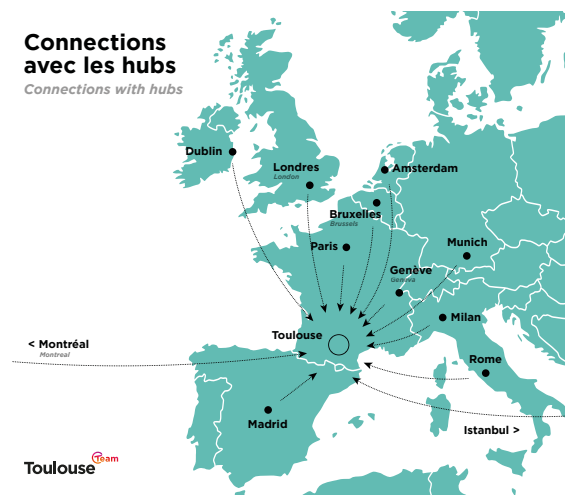 Connections
avec les hubs
Connections with hubs
Dublin
Londres
London
Amsterdam
Bruxelles
Brussels
Paris
Munich
Genève
Geneva
Toulouse
Milan
< Montréal
Montreal
Rome
Madrid
Istanbul >
Toulouse Team